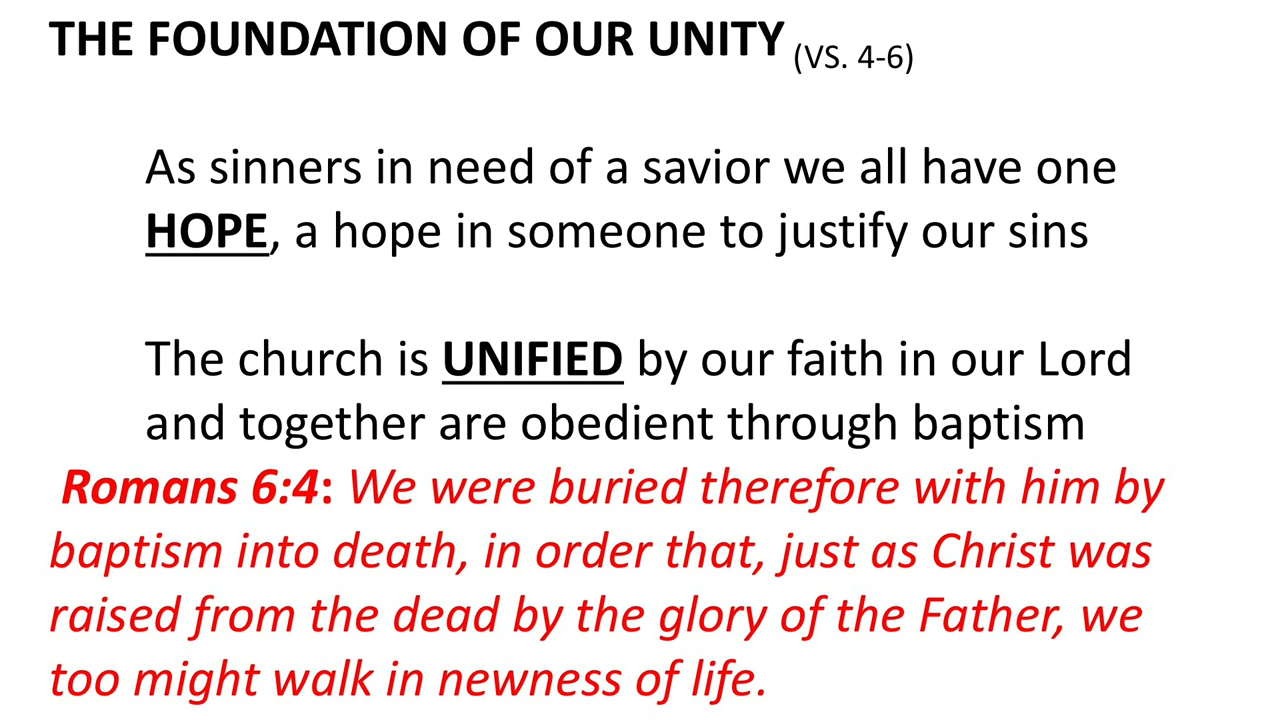 THE FOUNDATION OF OUR UNITY (VS. 4-6)
As sinners in need of a savior we all have one
HOPE, a hope in someone to justify our sins
The church is UNIFIED by our faith in our Lord
and together are obedient through baptism
Romans 6:4: We were buried therefore with him by
baptism into death, in order that, just as Christ was
raised from the dead by the glory of the Father, we
too might walk in newness of life.